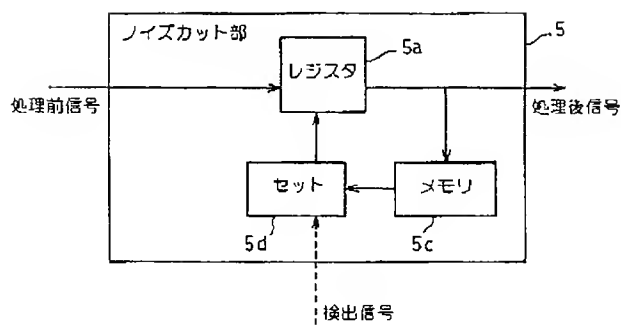 ノイズカット部
5
5a
レジスタ
処理前信号
処理後信号
セット
メモリ
5d
5c
検出信号